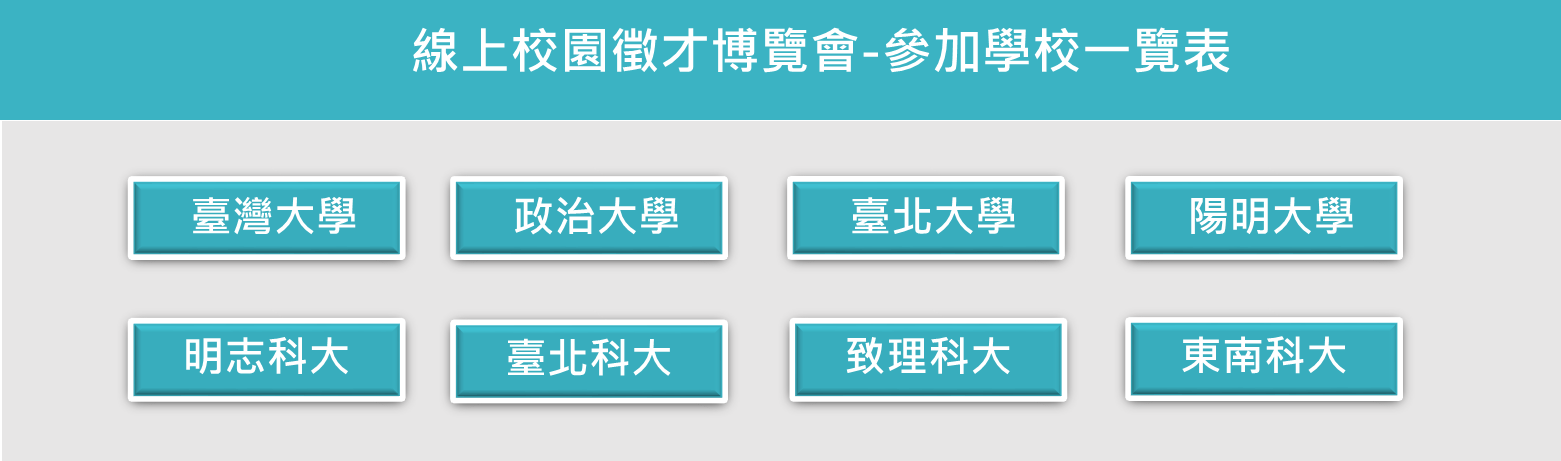 線上校園徵才博覽會-參加學校一覽表
臺灣大學 政治大學 臺北大學 陽明大學
明志科大 臺北科大 致理科大 東南科大